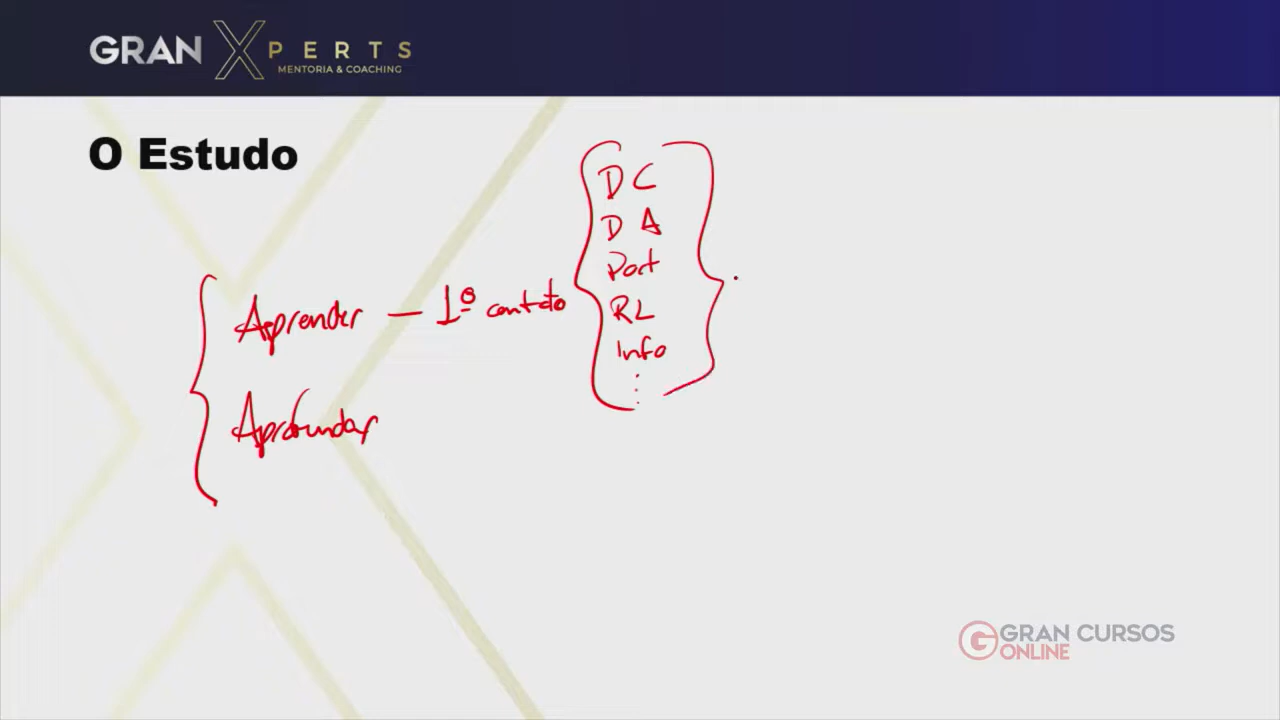 GRAN XPERTS
MENTORIA & COACHING
O Estudo
DC
DA
Port
RL
Info
Aprender — 1º contato
Aprofundar
GRAN CURSOS
ONLINE